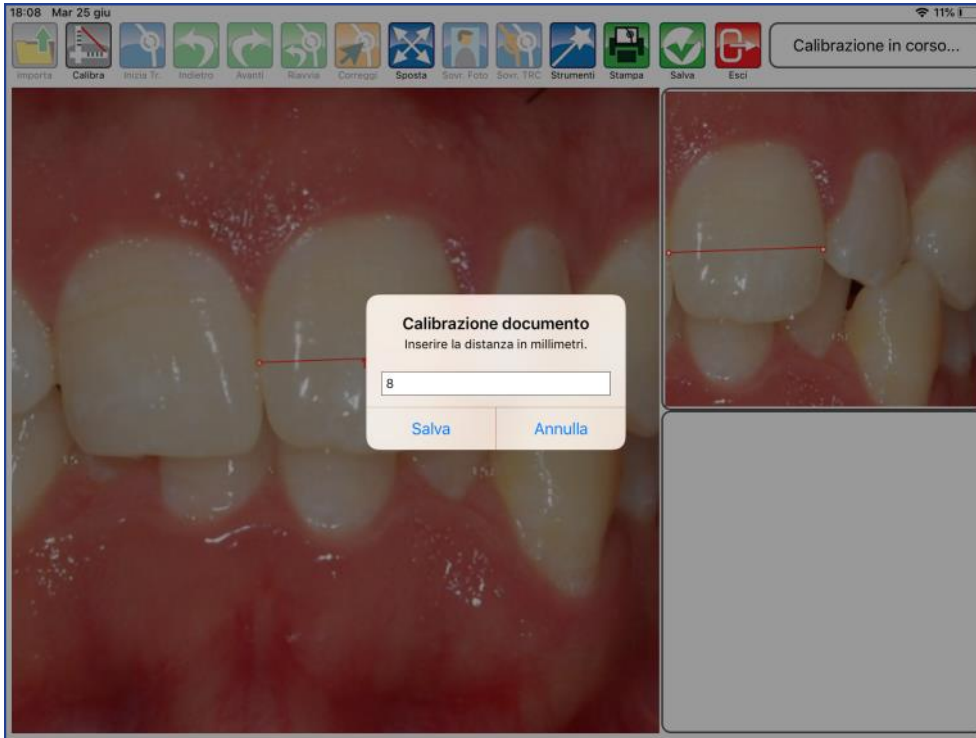 18:08 Mar 25 giu
11%
Importa Calibra Inizia Tr. Indietro Avanti Riavvia Correggi Sposta Sovr. Foto Sovr. TRC Strumenti Stampa Salva Esci
Calibrazione in corso...
Calibrazione documento
Inserire la distanza in millimetri.
8
Salva Annulla